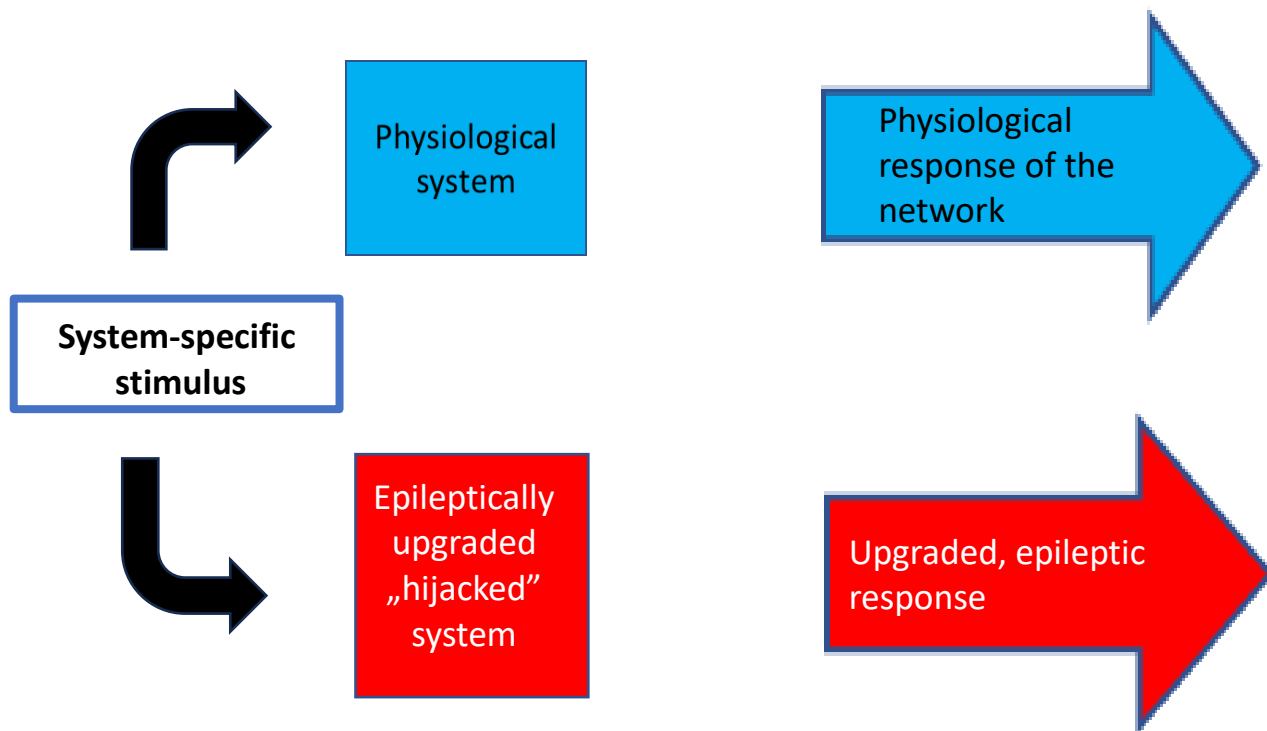 Physiological
system
Physiological
response of the
network
System-specific
stimulus
Epileptically
upgraded
„hijacked”
system
Upgraded, epileptic
response